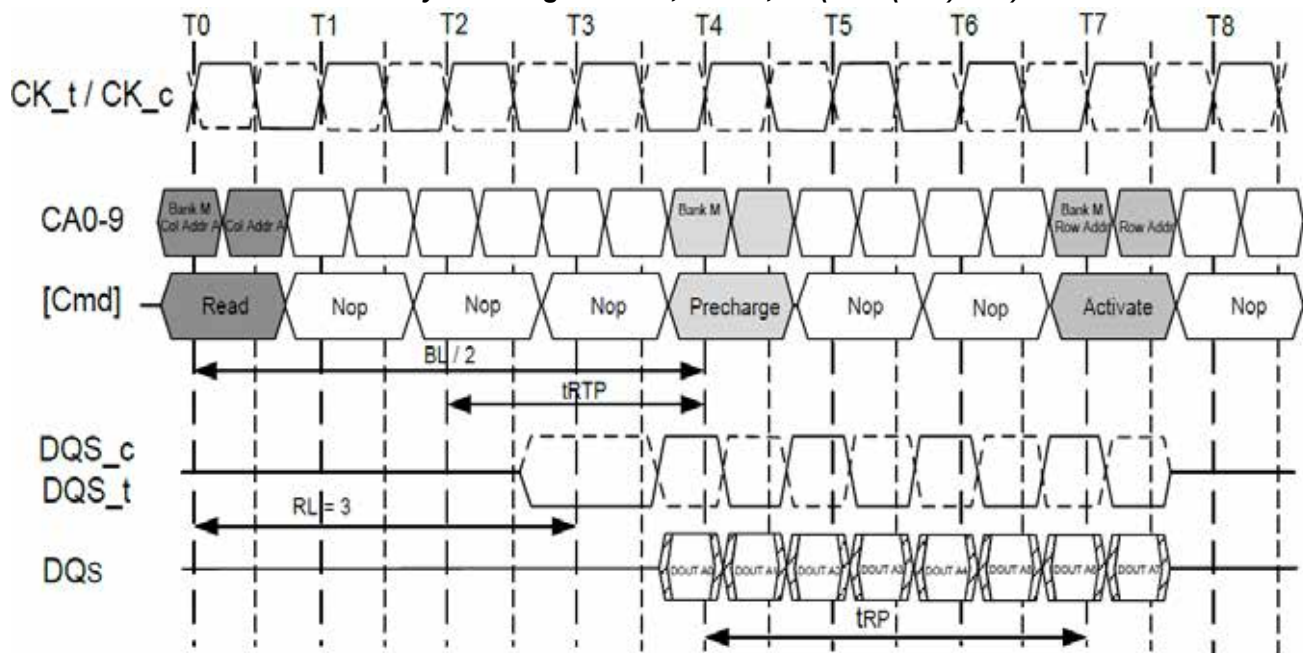 T0 T1 T2 T3 T4 T5 T6 T7 T8
CK_t / CK_c
CA0-9
Bank M
Col Addr A
Col Addr A
Bank M
Bank M
Row Addr
Row Addr
[Cmd]
Read
Nop
Nop
Nop
Precharge
Nop
Nop
Activate
Nop
BL / 2
tRTP
DQS_c
DQS_t
RL = 3
DQs
DOUT A0
DOUT A1
DOUT A2
DOUT A3
DOUT A4
DOUT A5
DOUT A6
DOUT A7
tRP